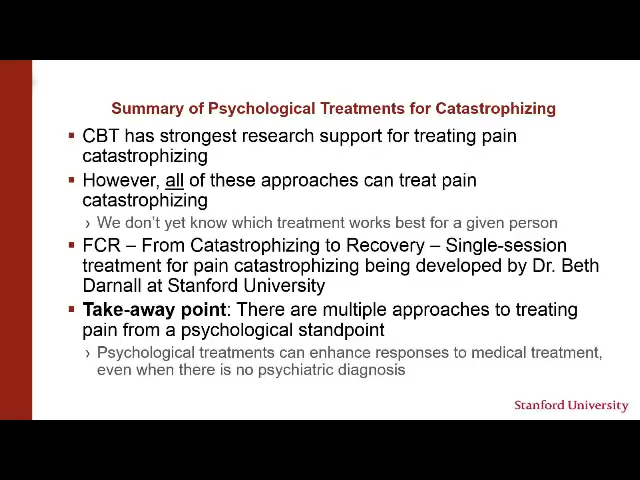 Summary of Psychological Treatments for Catastrophizing
▪ CBT has strongest research support for treating pain
catastrophizing
▪ However, all of these approaches can treat pain
catastrophizing
› We don't yet know which treatment works best for a given person
▪ FCR – From Catastrophizing to Recovery – Single-session
treatment for pain catastrophizing being developed by Dr. Beth
Darnall at Stanford University
▪ Take-away point: There are multiple approaches to treating
pain from a psychological standpoint
› Psychological treatments can enhance responses to medical treatment,
even when there is no psychiatric diagnosis
Stanford University